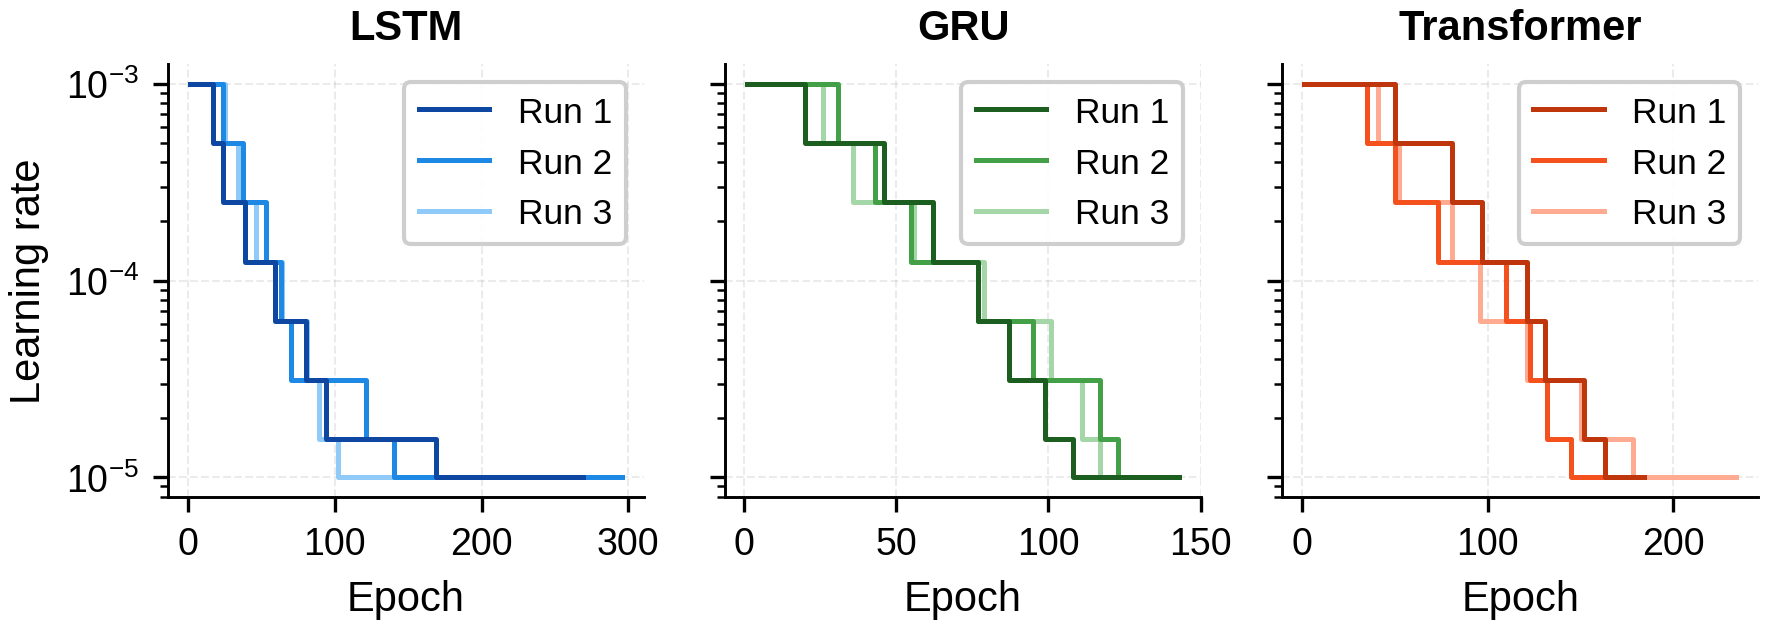 LSTM
GRU
Transformer
Learning rate
10⁻³
10⁻⁴
10⁻⁵
Run 1
Run 2
Run 3
0 100 200 300
Epoch
Run 1
Run 2
Run 3
0 50 100 150
Epoch
Run 1
Run 2
Run 3
0 100 200
Epoch